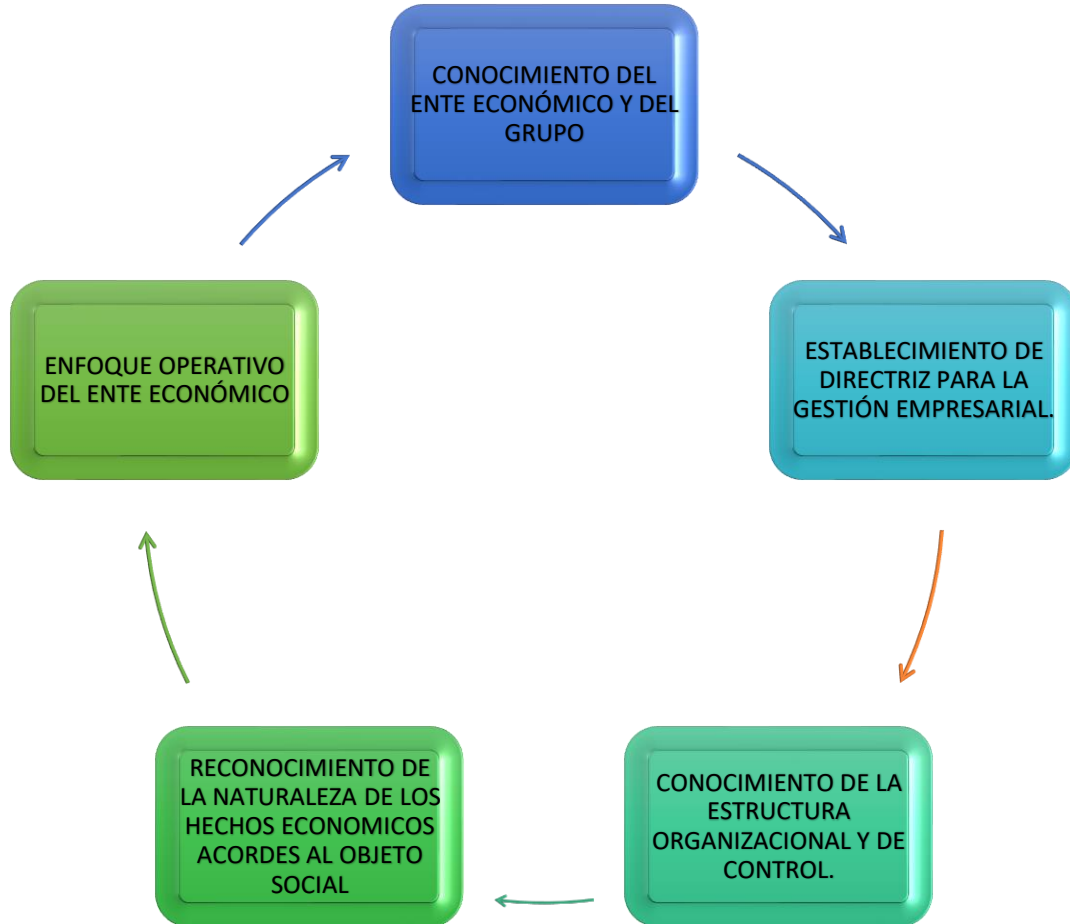 CONOCIMIENTO DEL
ENTE ECONÓMICO Y DEL
GRUPO
ESTABLECIMIENTO DE
DIRECTRIZ PARA LA
GESTIÓN EMPRESARIAL.
CONOCIMIENTO DE LA
ESTRUCTURA
ORGANIZACIONAL Y DE
CONTROL.
RECONOCIMIENTO DE
LA NATURALEZA DE LOS
HECHOS ECONOMICOS
ACORDES AL OBJETO
SOCIAL
ENFOQUE OPERATIVO
DEL ENTE ECONÓMICO